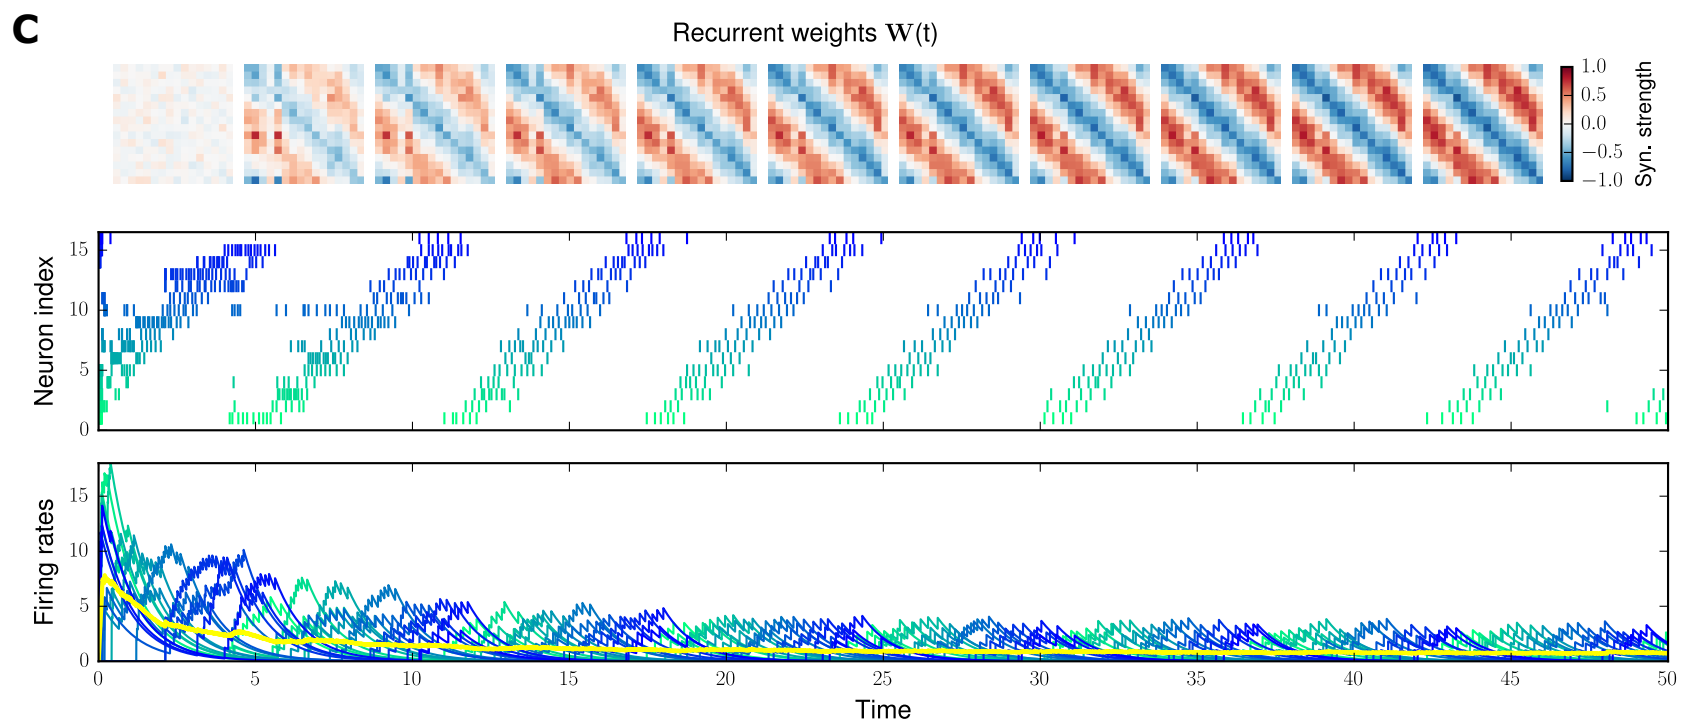 C
Recurrent weights W(t)
1.0
0.5
0.0
−0.5
−1.0
Syn. strength
Neuron index
15
10
5
0
Firing rates
15
10
5
0
0 5 10 15 20 25 30 35 40 45 50
Time